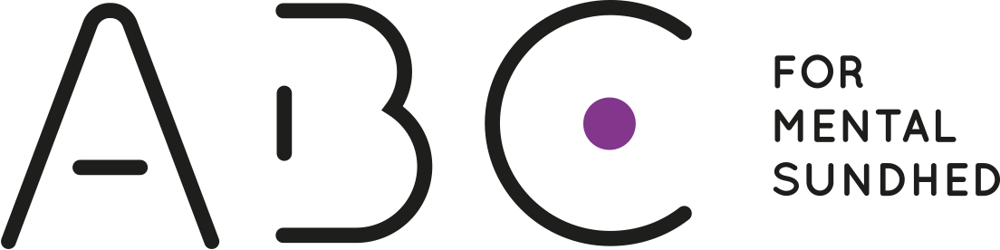 ABC
FOR
MENTAL
SUNDHED